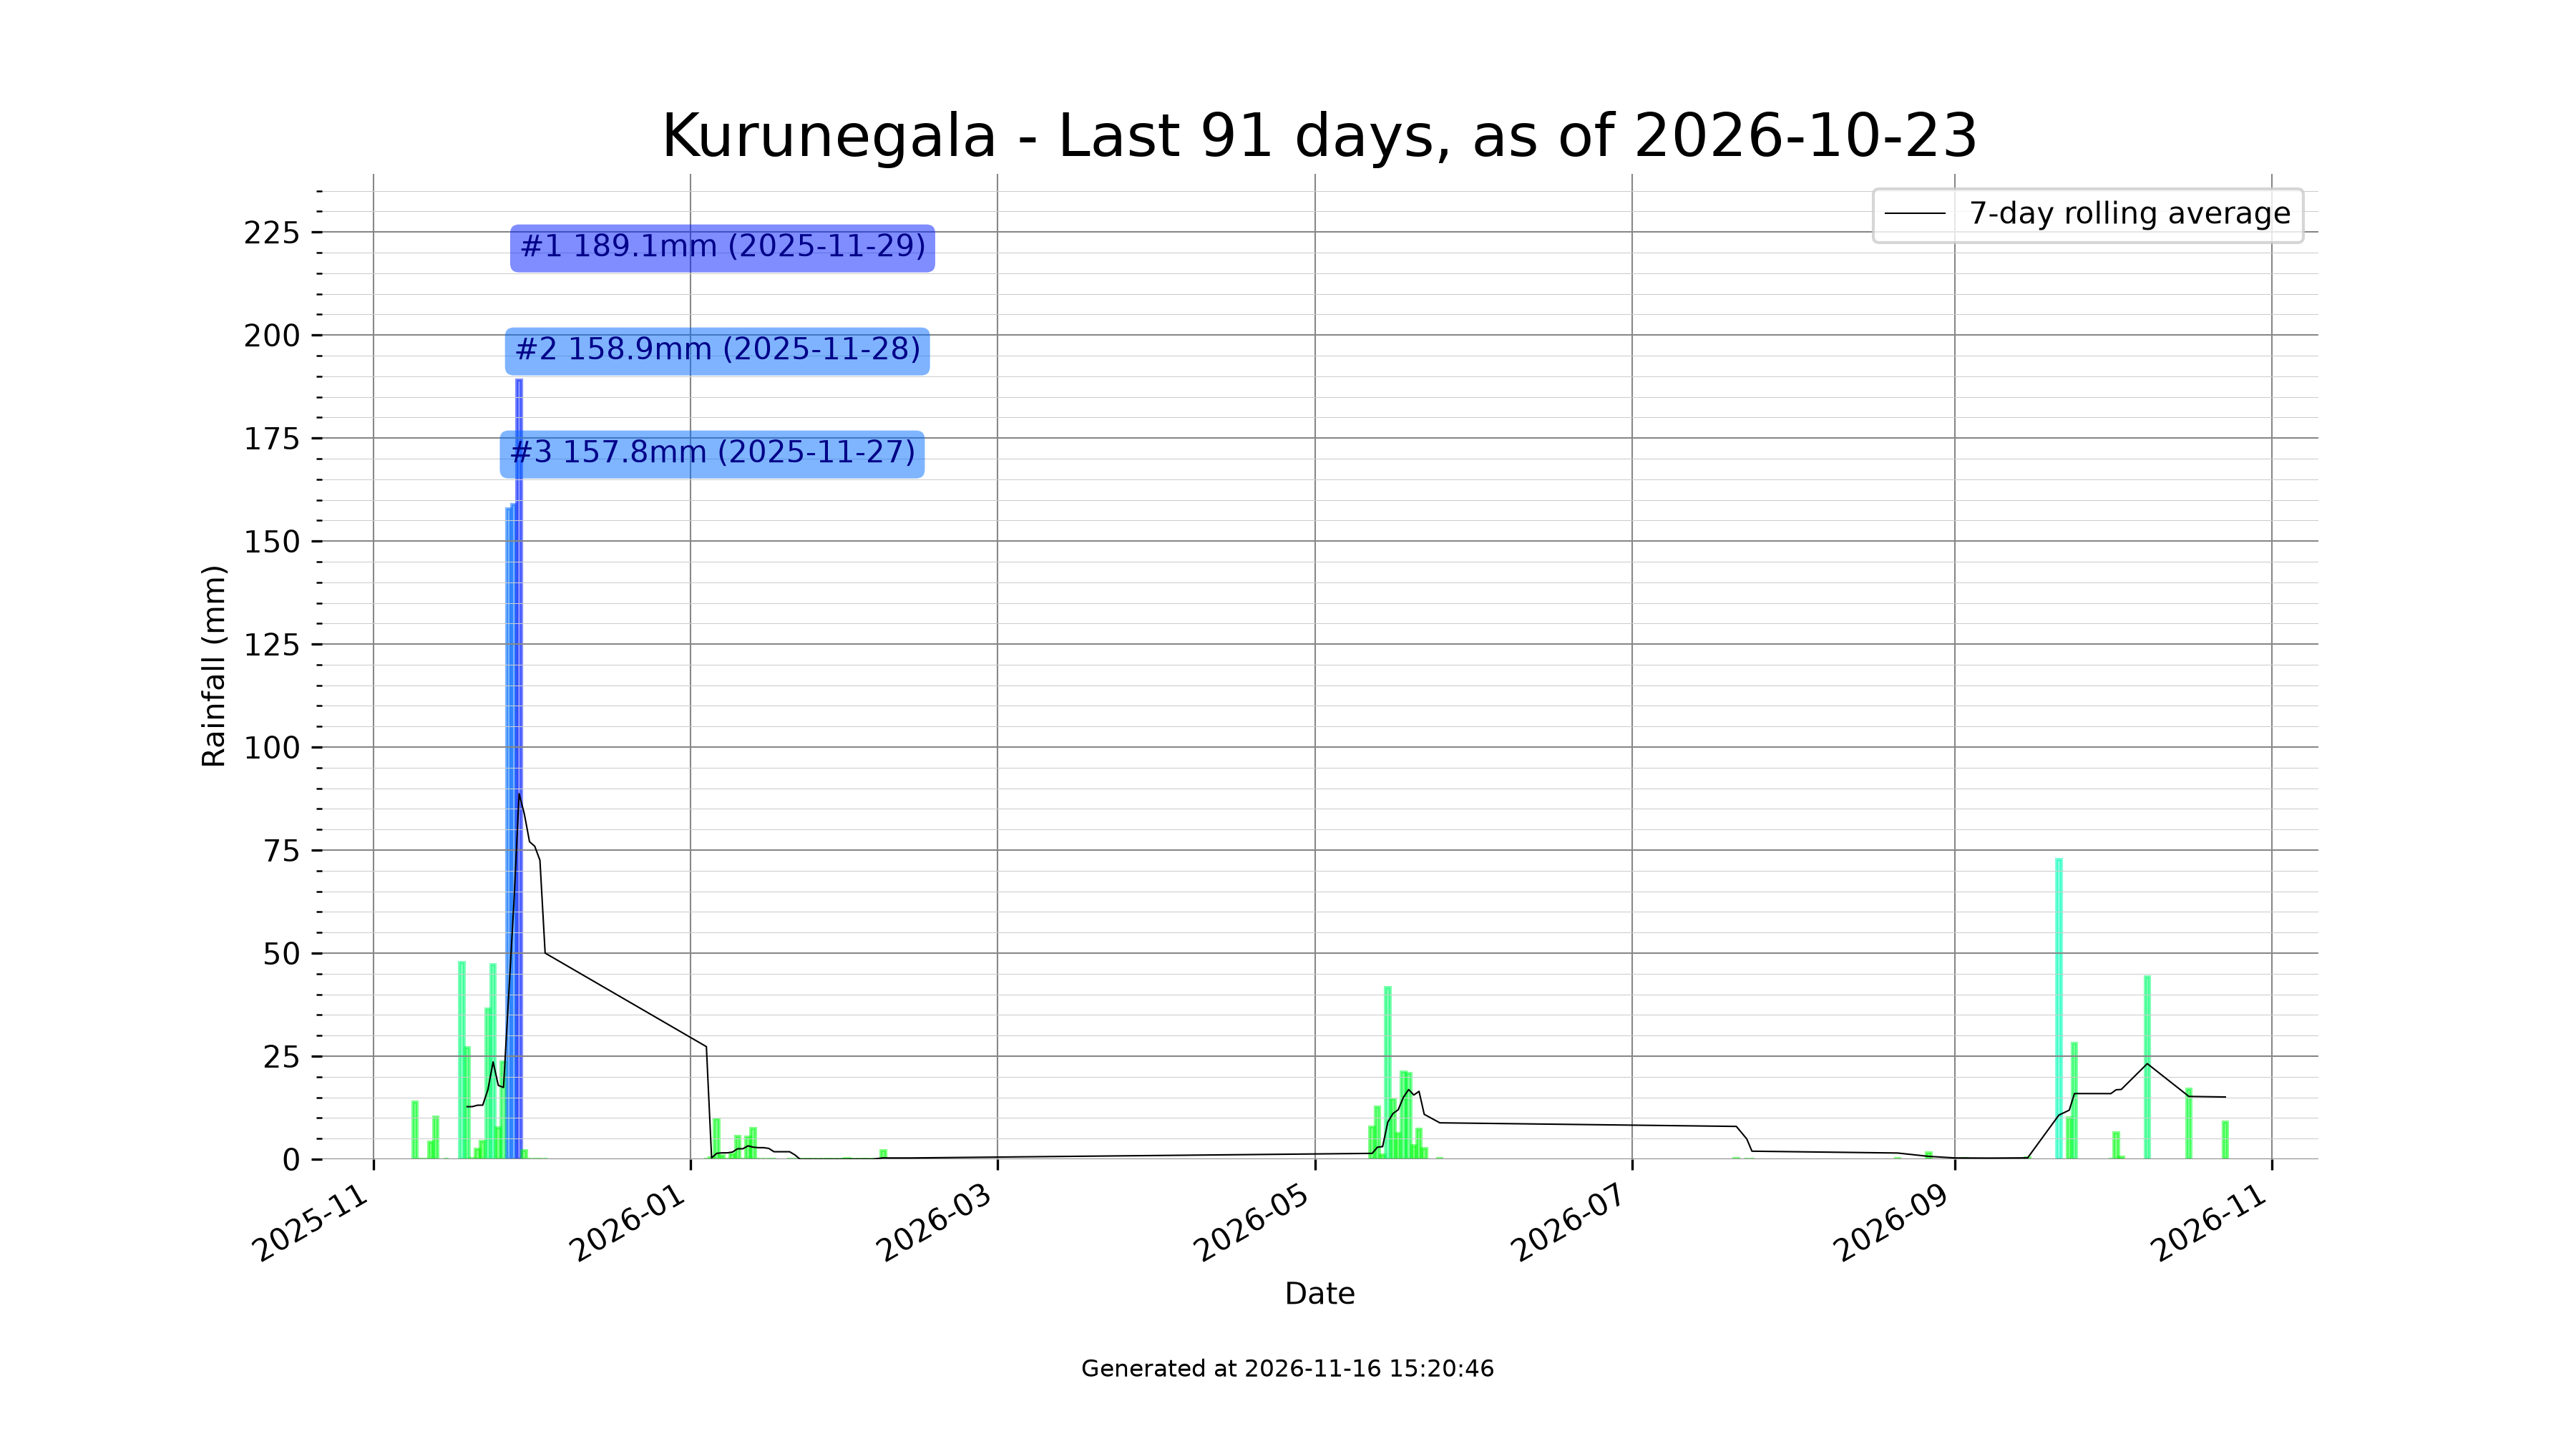 Kurunegala - Last 91 days, as of 2026-10-23
7-day rolling average
#1 189.1mm (2025-11-29)
#2 158.9mm (2025-11-28)
#3 157.8mm (2025-11-27)
225
200
175
150
125
100
75
50
25
0
Rainfall (mm)
2025-11
2026-01
2026-03
2026-05
2026-07
2026-09
2026-11
Date
Generated at 2026-11-16 15:20:46